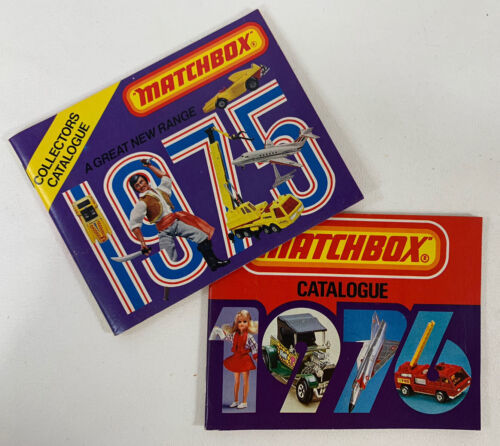 MATCHBOX®
COLLECTORS
CATALOGUE
A GREAT NEW RANGE
1975
MATCHBOX®
CATALOGUE
1976